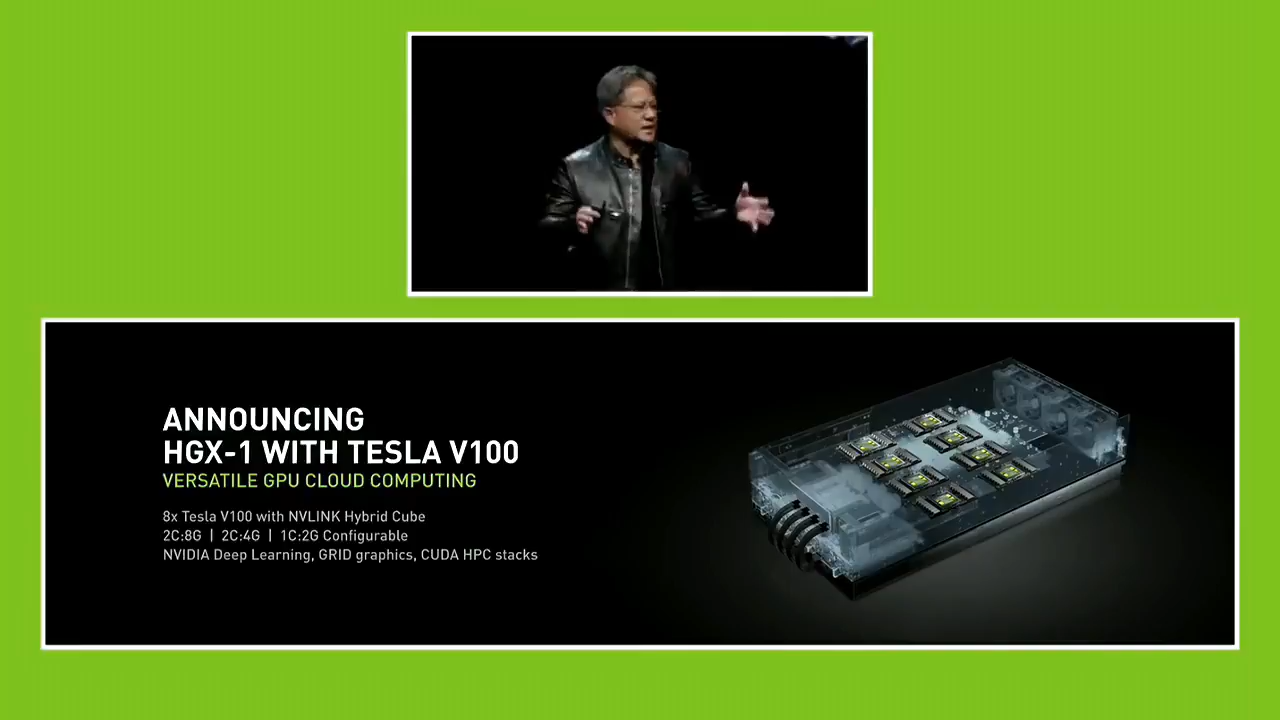 ANNOUNCING
HGX-1 WITH TESLA V100
VERSATILE GPU CLOUD COMPUTING
8x Tesla V100 with NVLINK Hybrid Cube
2C:8G | 2C:4G | 1C:2G Configurable
NVIDIA Deep Learning, GRID graphics, CUDA HPC stacks